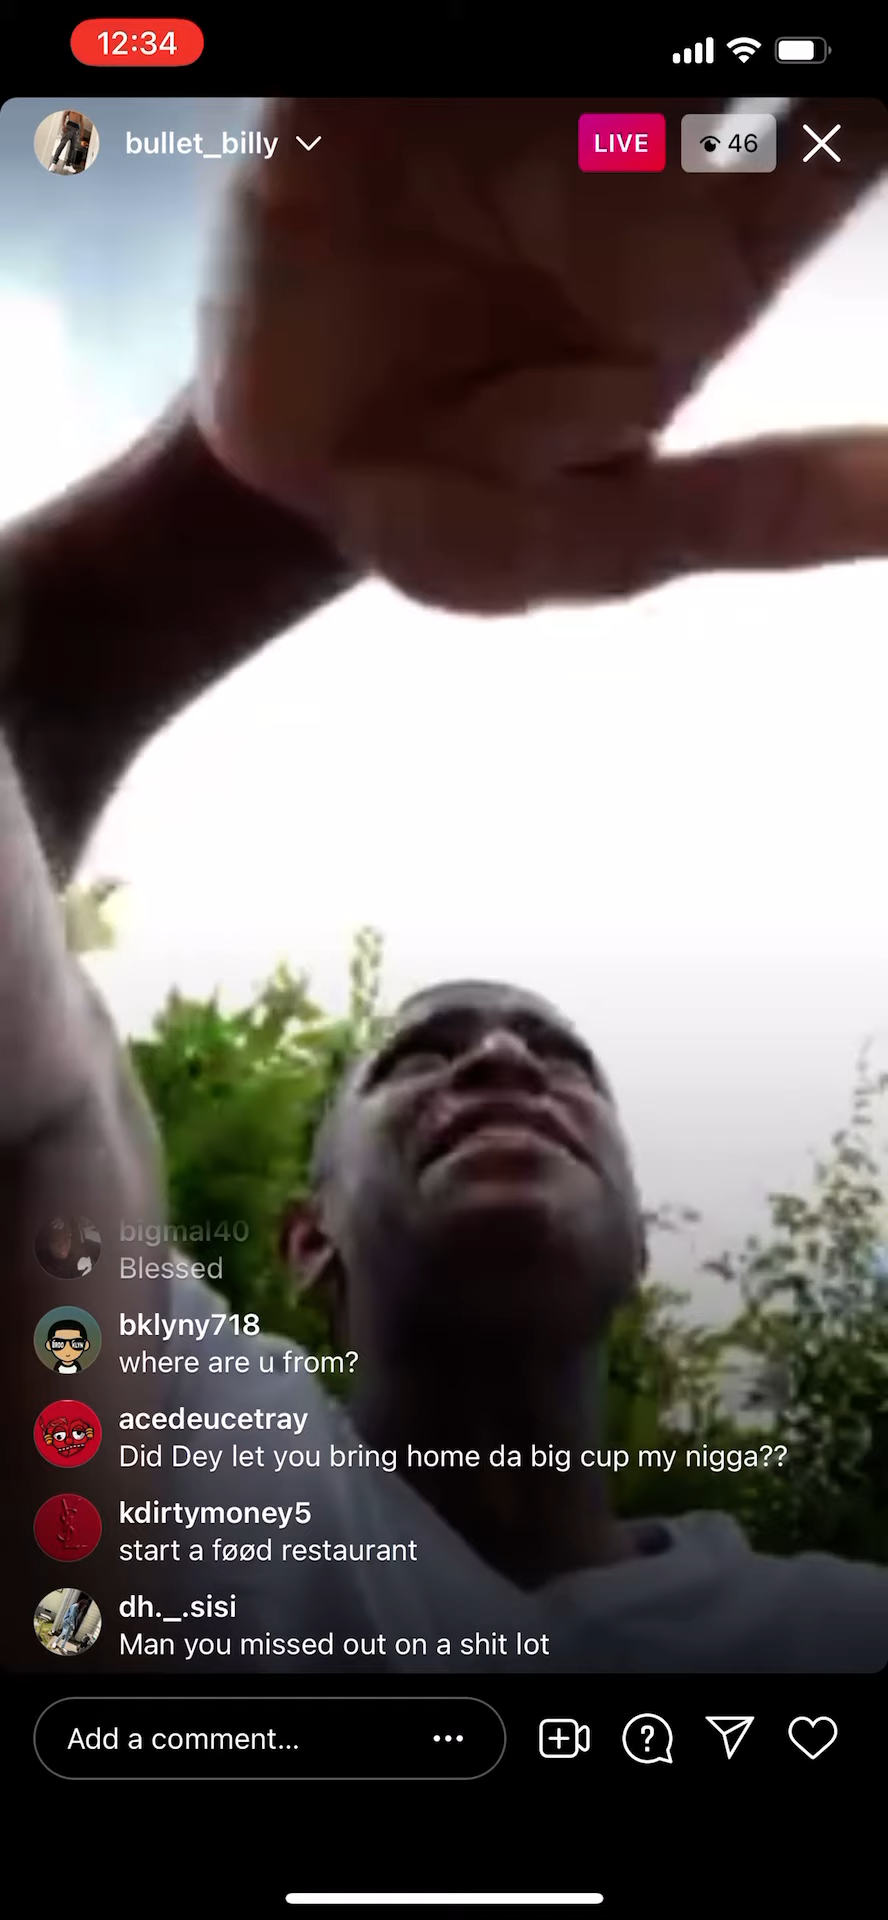 12:34
bullet_billy
LIVE
46
bigmal40
Blessed
bklyny718
where are u from?
acedeucetray
Did Dey let you bring home da big cup my nigga??
kdirtymoney5
start a føød restaurant
dh._.sisi
Man you missed out on a shit lot
Add a comment...